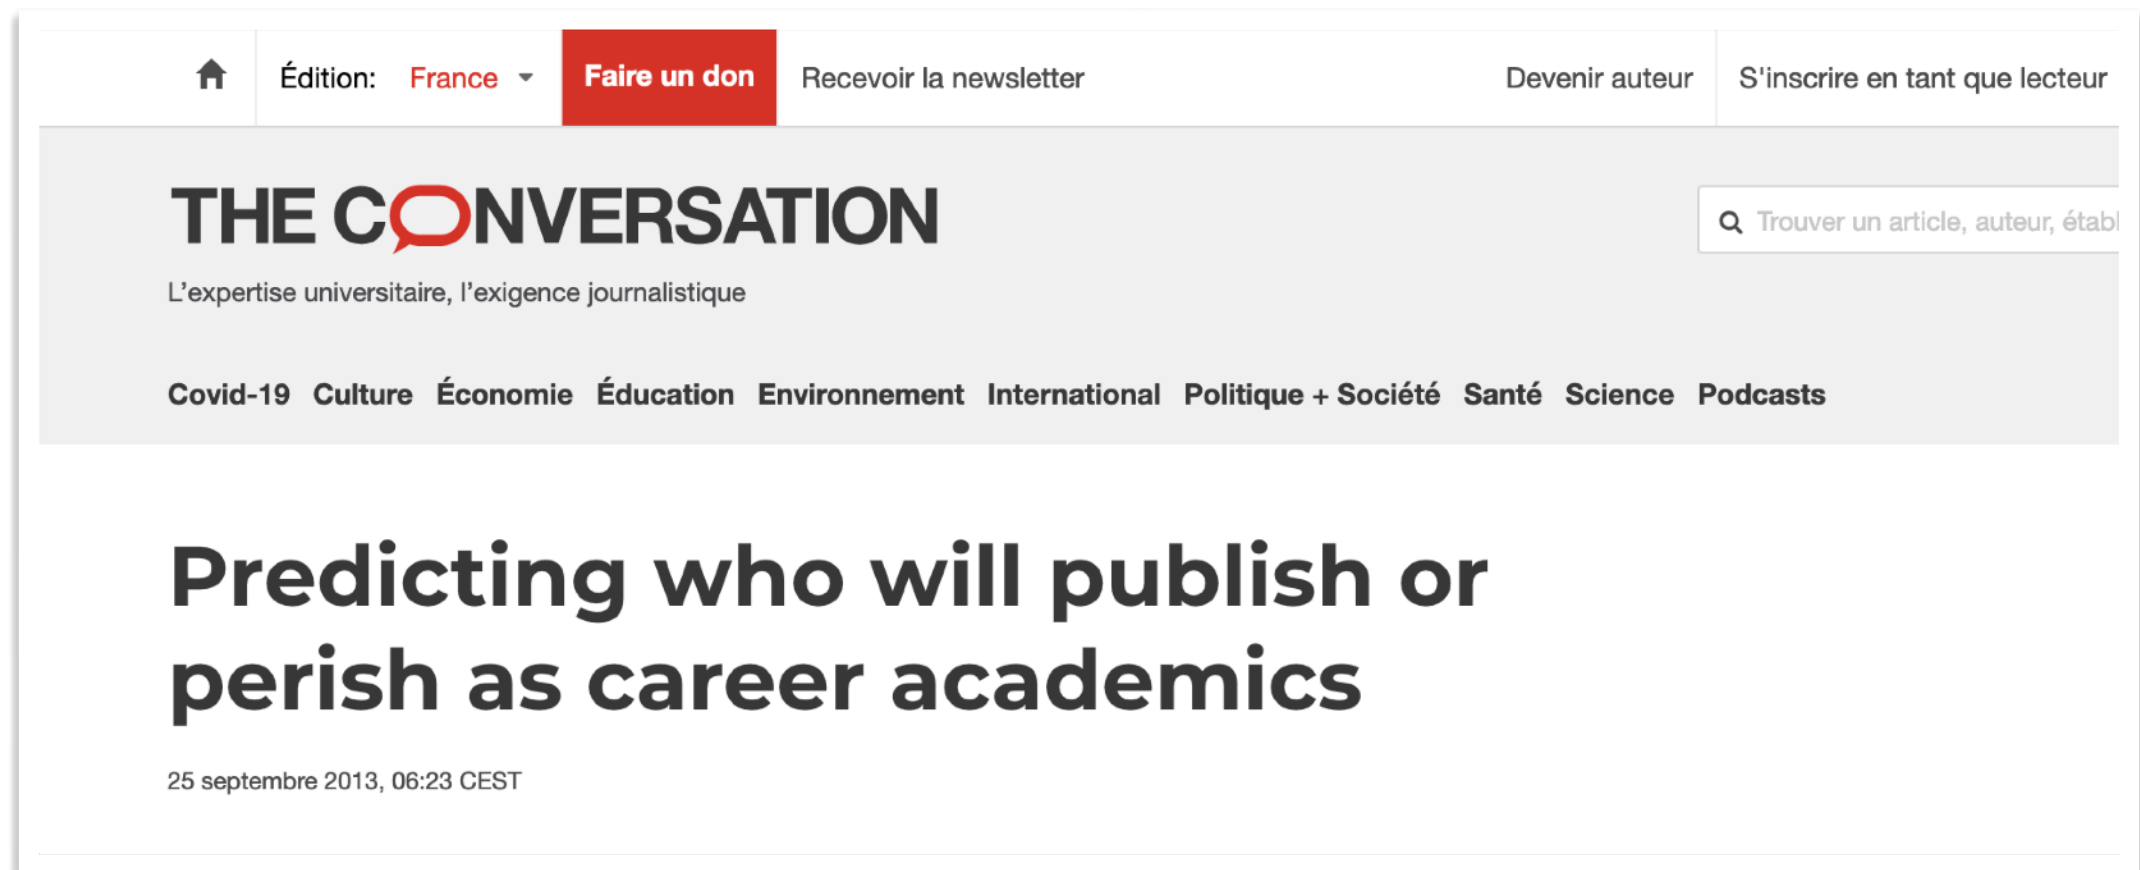 Édition: France Faire un don Recevoir la newsletter Devenir auteur S'inscrire en tant que lecteur
THE CONVERSATION
Trouver un article, auteur, établ
L'expertise universitaire, l'exigence journalistique
Covid-19 Culture Économie Éducation Environnement International Politique + Société Santé Science Podcasts
Predicting who will publish or
perish as career academics
25 septembre 2013, 06:23 CEST